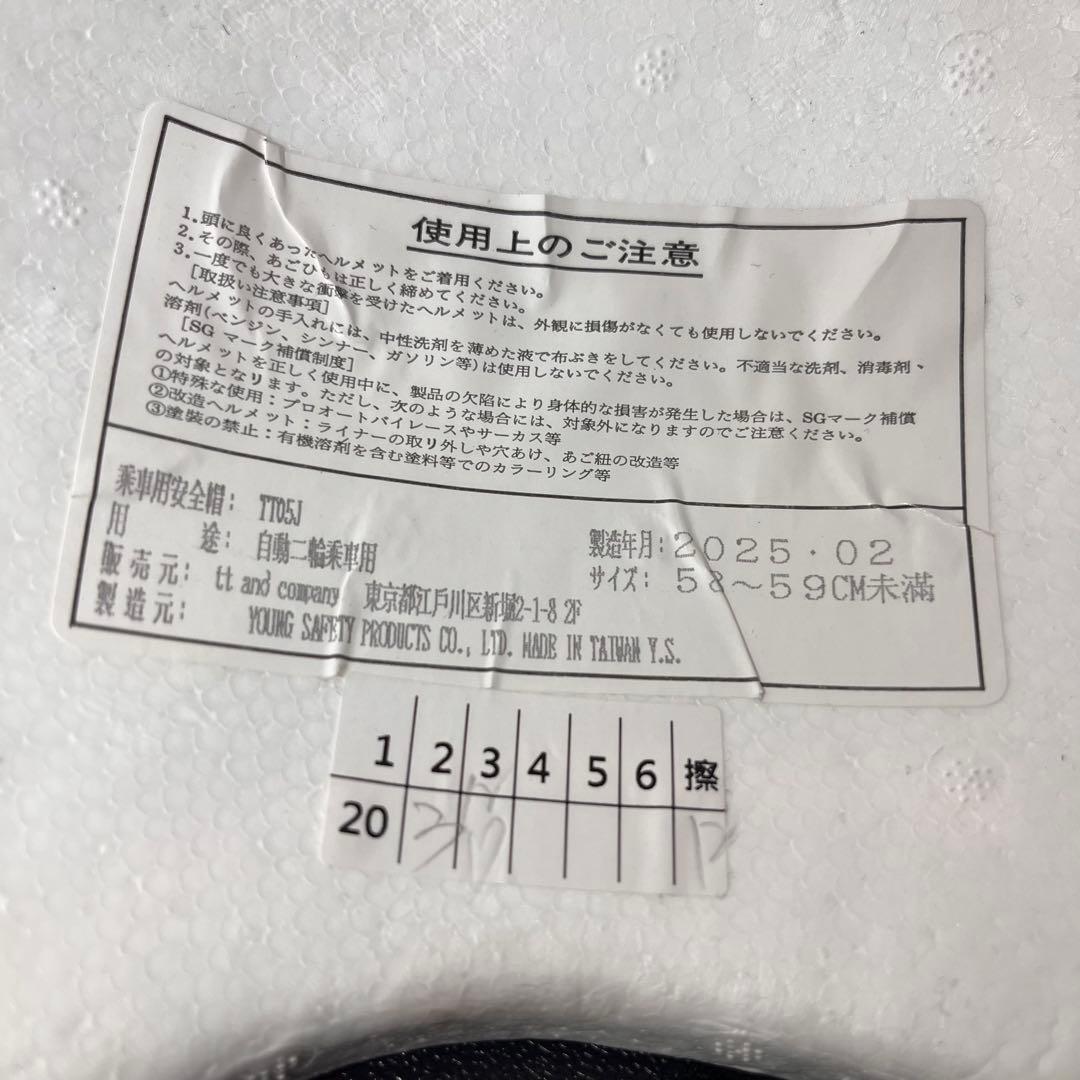 使用上のご注意
1.頭に良くあったヘルメットをご着用ください。
2.その際、あごひもは正しく締めてください。
3.一度でも大きな衝撃を受けたヘルメットは、外観に損傷がなくても使用しないでください。
[取扱い注意事項]
ヘルメットの手入れには、中性洗剤を薄めた液で布ぶきをしてください。不適当な洗剤、消毒剤、
溶剤(ベンジン、シンナー、ガソリン等)は使用しないでください。
[SG マーク補償制度]
ヘルメットを正しく使用中に、製品の欠陥により身体的な損害が発生した場合は、SGマーク補償
の対象となります。ただし、次のような場合には、対象外になりますのでご注意ください。
①特殊な使用：プロオートバイレースやサーカス等
②改造ヘルメット：ライナーの取り外しや穴あけ、あご紐の改造等
③塗装の禁止：有機溶剤を含む塗料等でのカラーリング等
乗車用安全帽： TT05J
製造年月：2025.02
用途：自動二輪乗車用
サイズ：58～59CM未満
販売元：tt and company 東京都江戸川区新堀2-1-8 2F
製造元：YOUNG SAFETY PRODUCTS CO., LTD. MADE IN TAIWAN Y.S.
1 2 3 4 5 6 擦
20